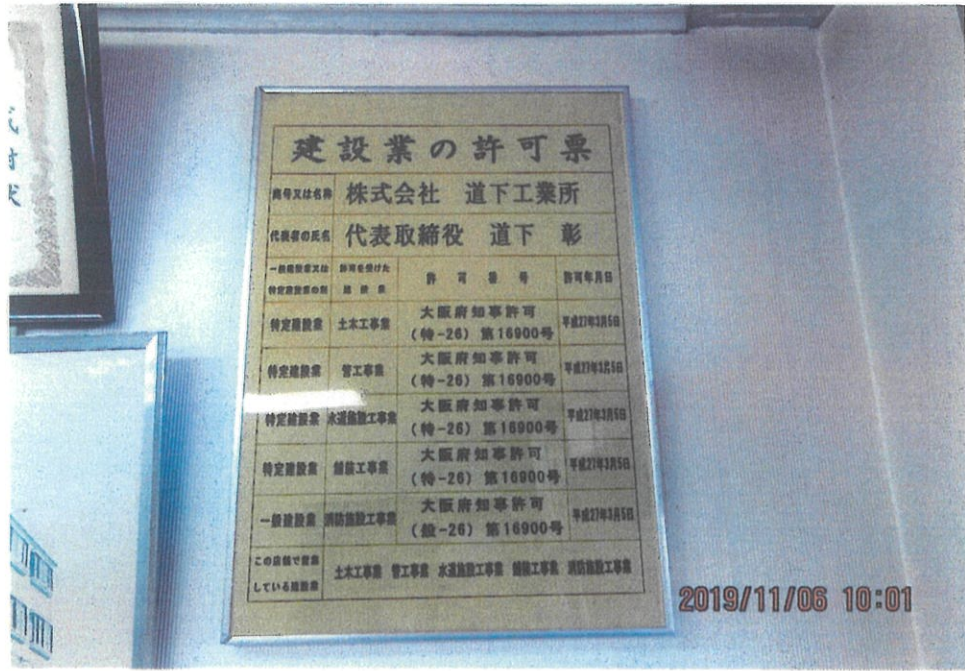 建設業の許可票
商号又は名称 株式会社 道下工業所
代表者の氏名 代表取締役 道下 彰
一般建設業又は 許可を受けた 許可番号 許可年月日
特定建設業の別 建設業
特定建設業 土木工事業 大阪府知事許可 平成27年3月5日
(特-26) 第16900号
特定建設業 管工事業 大阪府知事許可 平成27年3月5日
(特-26) 第16900号
特定建設業 水道施設工事業 大阪府知事許可 平成27年3月5日
(特-26) 第16900号
特定建設業 舗装工事業 大阪府知事許可 平成27年3月5日
(特-26) 第16900号
一般建設業 消防施設工事業 大阪府知事許可 平成27年3月5日
(般-26) 第16900号
この店舗で営業 土木工事業 管工事業 水道施設工事業 舗装工事業 消防施設工事業
している建設業
2019/11/06 10:01